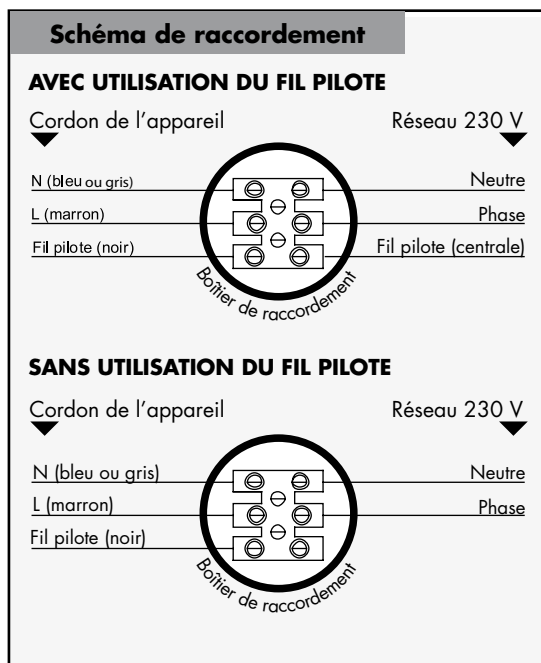 Schéma de raccordement
AVEC UTILISATION DU FIL PILOTE
Cordon de l'appareil Réseau 230 V
N (bleu ou gris) Neutre
L (marron) Phase
Fil pilote (noir) Fil pilote (centrale)
Boîtier de raccordement
SANS UTILISATION DU FIL PILOTE
Cordon de l'appareil Réseau 230 V
N (bleu ou gris) Neutre
L (marron) Phase
Fil pilote (noir)
Boîtier de raccordement